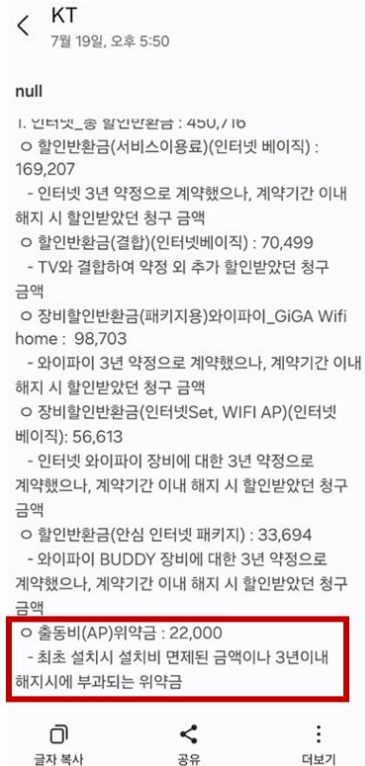 KT
7월 19일, 오후 5:50
null
1. 인터넷_총 할인반환금 : 450,716
ㅇ 할인반환금(서비스이용료)(인터넷 베이직) :
169,207
- 인터넷 3년 약정으로 계약했으나, 계약기간 이내
해지 시 할인받았던 청구 금액
ㅇ 할인반환금(결합)(인터넷베이직) : 70,499
- TV와 결합하여 약정 외 추가 할인받았던 청구
금액
ㅇ 장비할인반환금(패키지용)와이파이_GiGA Wifi
home : 98,703
- 와이파이 3년 약정으로 계약했으나, 계약기간 이내
해지 시 할인받았던 청구 금액
ㅇ 장비할인반환금(인터넷Set, WIFI AP)(인터넷
베이직): 56,613
- 인터넷 와이파이 장비에 대한 3년 약정으로
계약했으나, 계약기간 이내 해지 시 할인받았던 청구
금액
ㅇ 할인반환금(안심 인터넷 패키지) : 33,694
- 와이파이 BUDDY 장비에 대한 3년 약정으로
계약했으나, 계약기간 이내 해지 시 할인받았던 청구
금액
ㅇ 출동비(AP)위약금 : 22,000
- 최초 설치시 설치비 면제된 금액이나 3년이내
해지시에 부과되는 위약금
글자 복사
공유
더보기